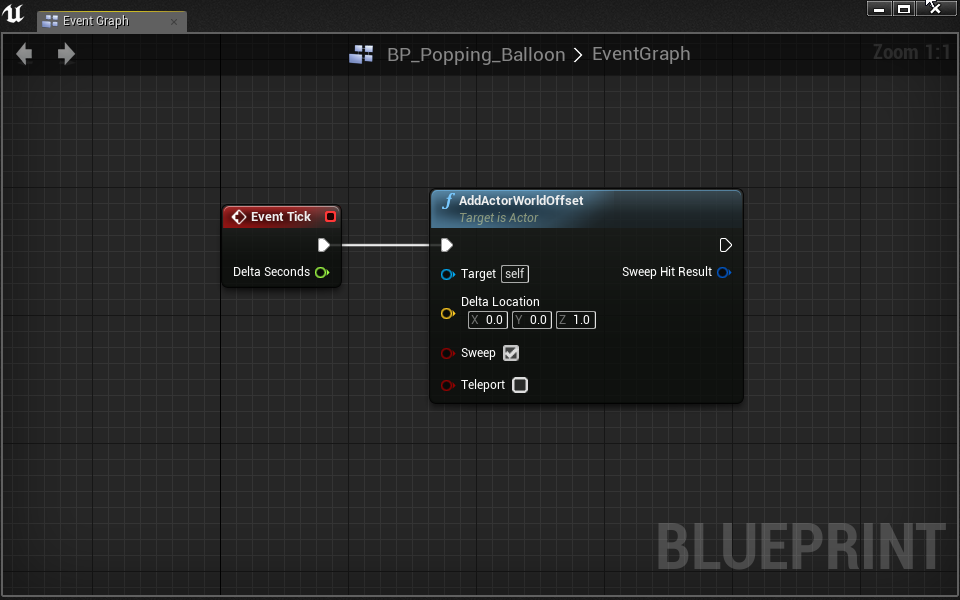 Event Graph
BP_Popping_Balloon > EventGraph
Zoom 1:1
Event Tick
Delta Seconds
f AddActorWorldOffset
Target is Actor
Target self
Sweep Hit Result
Delta Location
X 0.0 Y 0.0 Z 1.0
Sweep
Teleport
BLUEPRINT